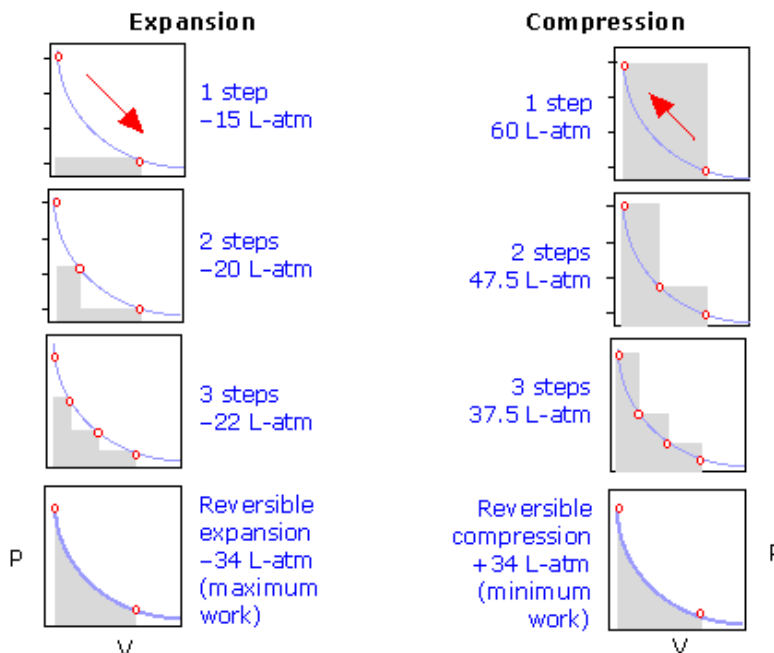 Expansion
Compression
1 step
−15 L-atm
1 step
60 L-atm
2 steps
−20 L-atm
2 steps
47.5 L-atm
3 steps
−22 L-atm
3 steps
37.5 L-atm
P
Reversible
expansion
−34 L-atm
(maximum
work)
V
Reversible
compression
+34 L-atm
(minimum
work)
P
V